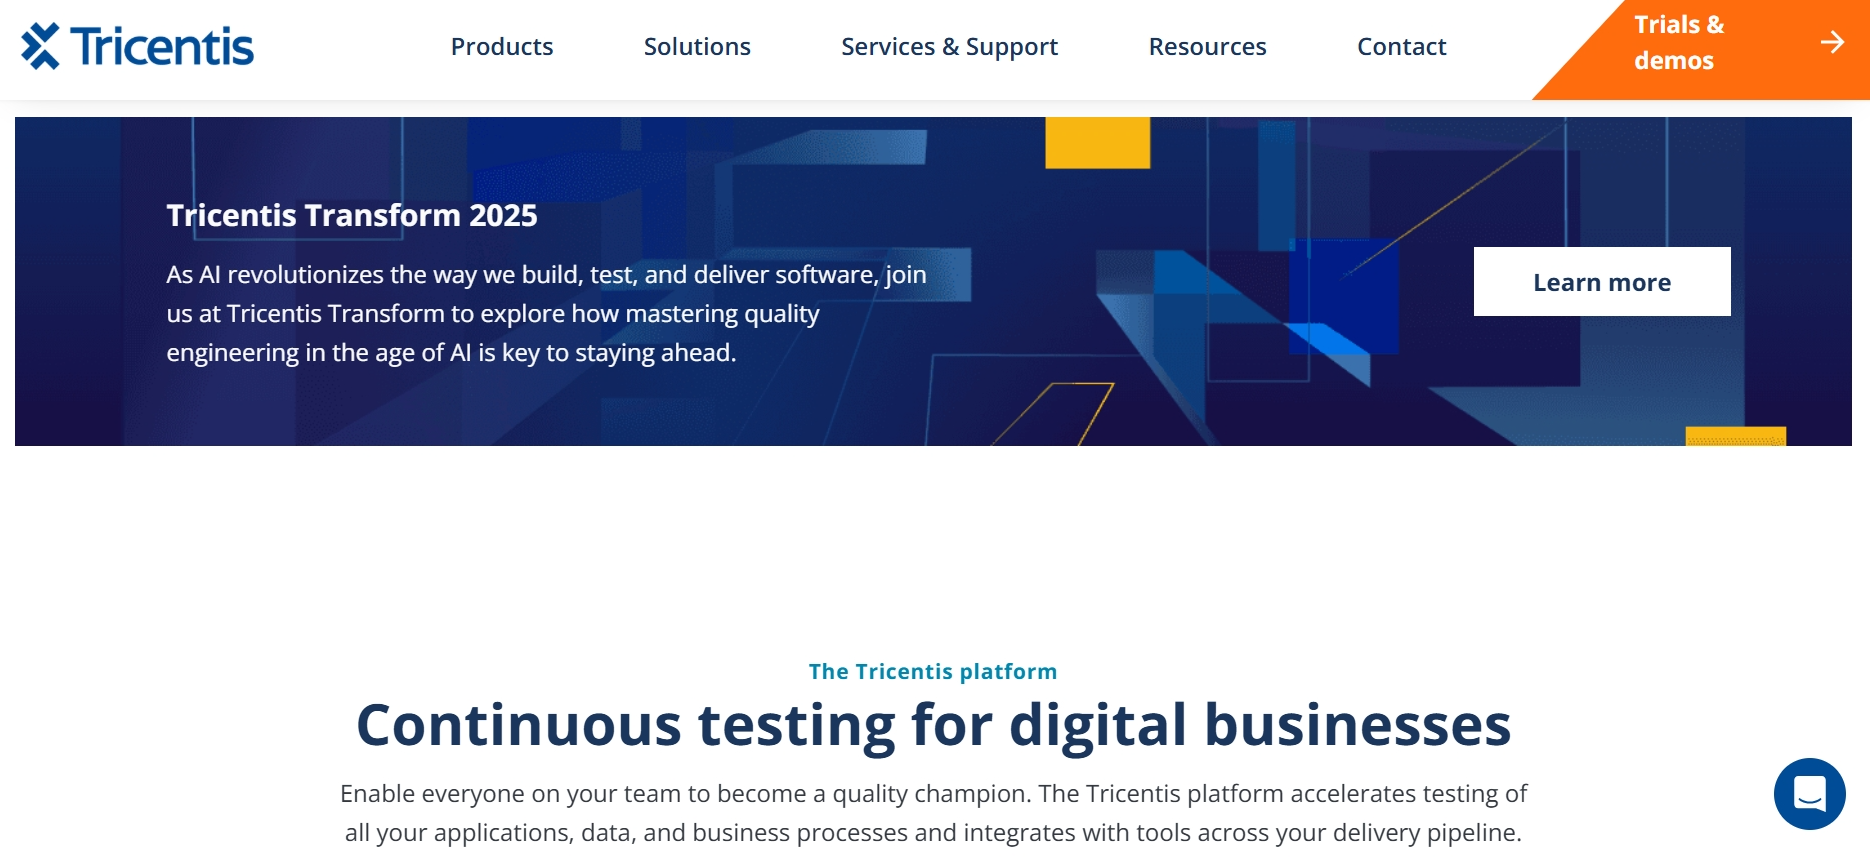 Tricentis
Products
Solutions
Services & Support
Resources
Contact
Trials &
demos
Tricentis Transform 2025
As AI revolutionizes the way we build, test, and deliver software, join
us at Tricentis Transform to explore how mastering quality
engineering in the age of AI is key to staying ahead.
Learn more
The Tricentis platform
Continuous testing for digital businesses
Enable everyone on your team to become a quality champion. The Tricentis platform accelerates testing of
all your applications, data, and business processes and integrates with tools across your delivery pipeline.